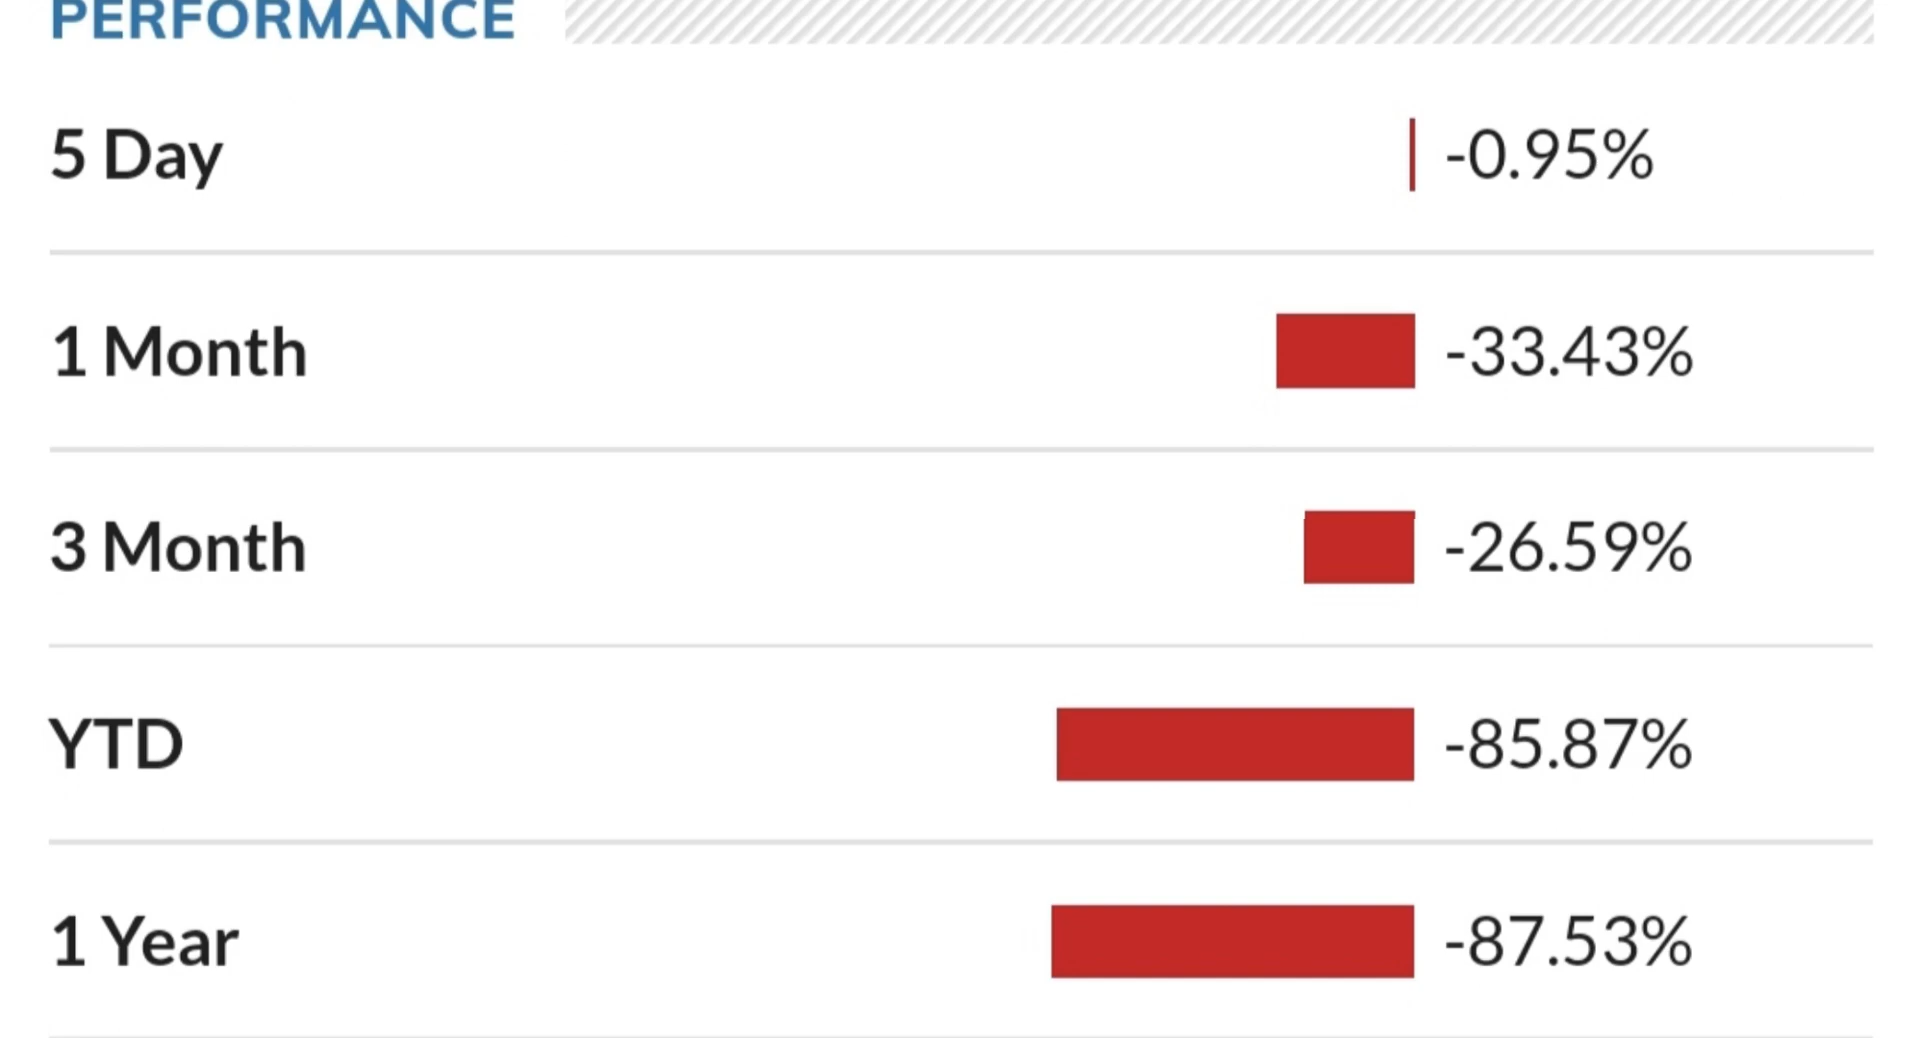 PERFORMANCE
5 Day -0.95%
1 Month -33.43%
3 Month -26.59%
YTD -85.87%
1 Year -87.53%